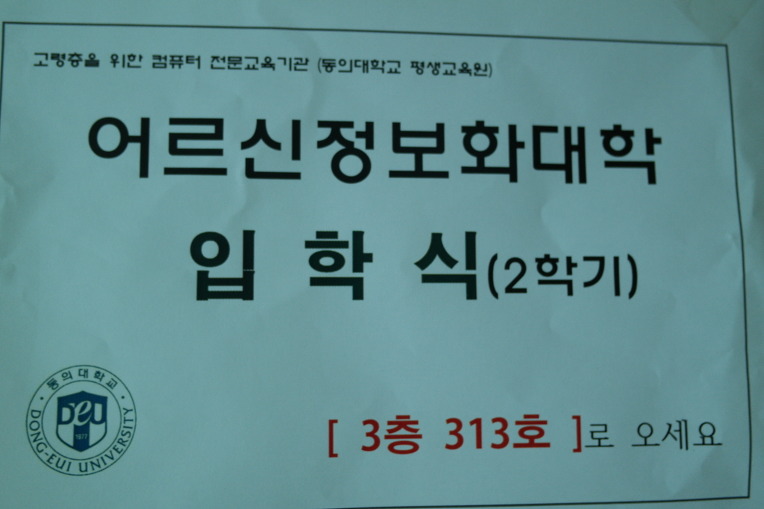 고령층을 위한 컴퓨터 전문교육기관 (동의대학교 평생교육원)
어르신정보화대학
입 학 식(2학기)
[ 3층 313호 ]로 오세요
동의대학교
DEU
1977
DONG-EUI UNIVERSITY